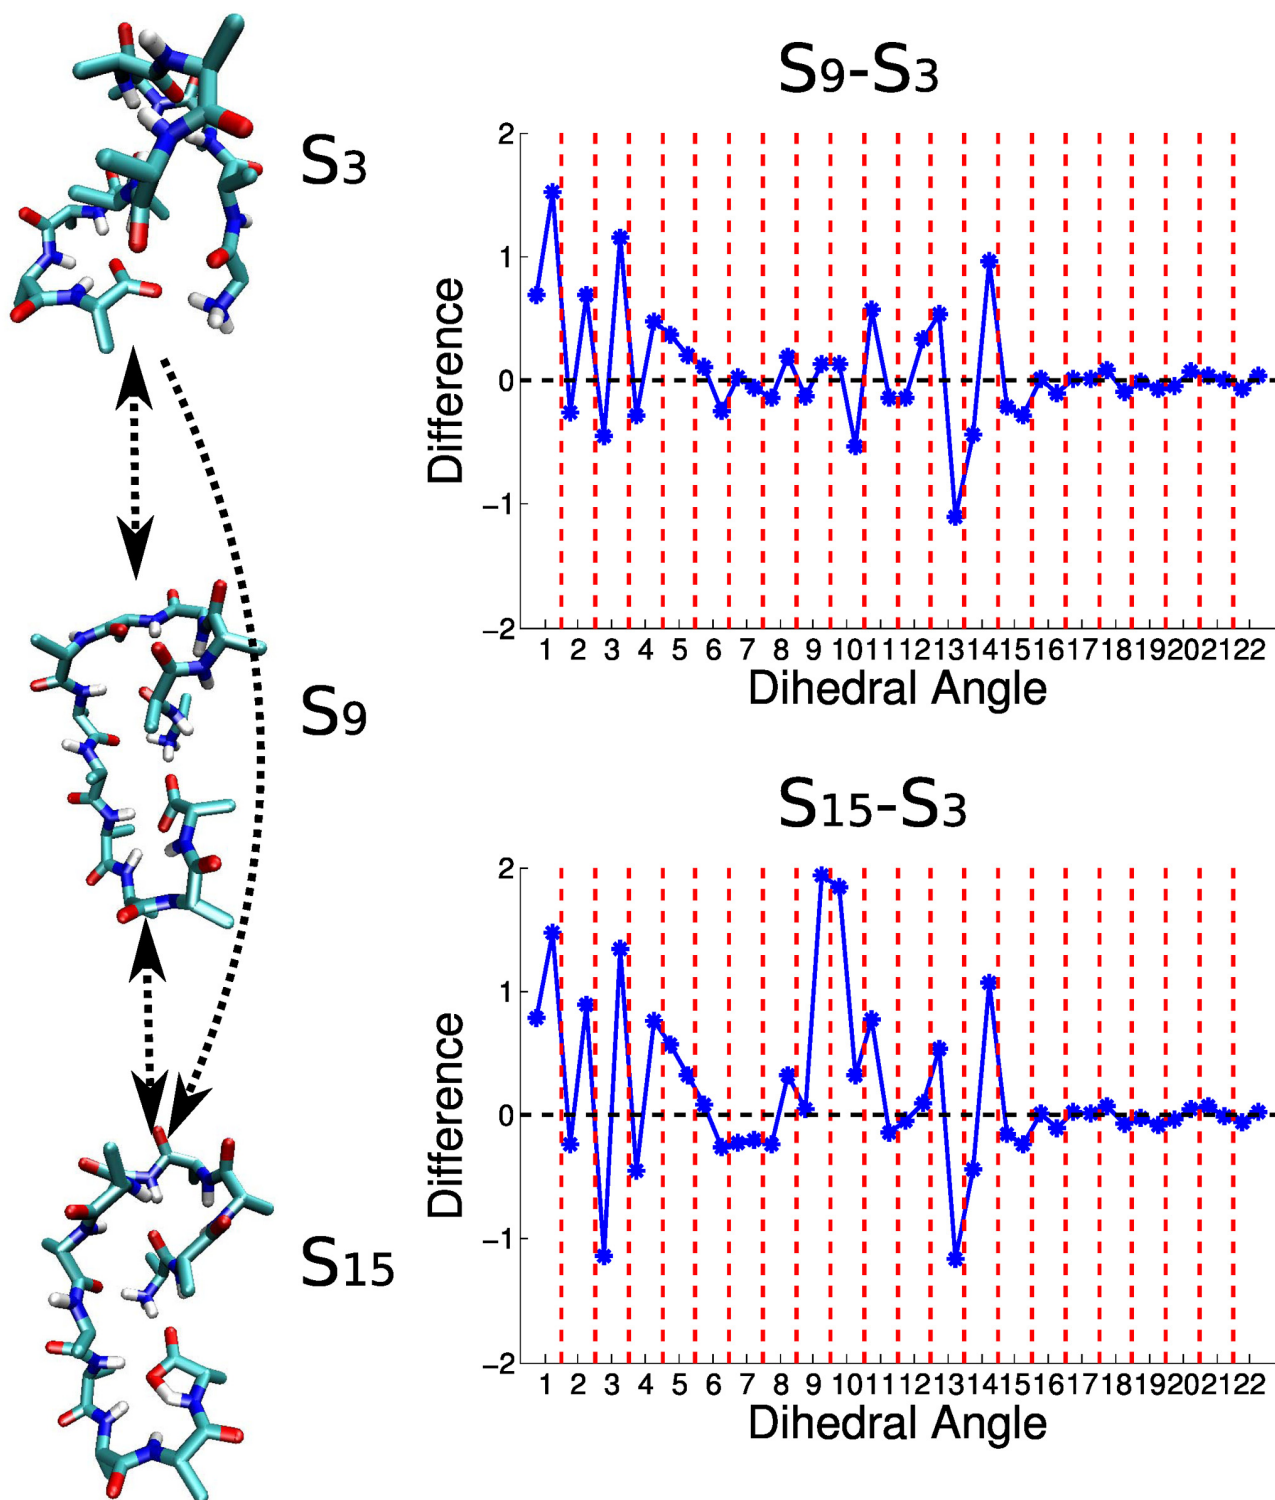 S3
S9
S15
S9-S3
2
1
0
−1
−2
Difference
1 2 3 4 5 6 7 8 9 10 11 12 13 14 15 16 17 18 19 20 21 22
Dihedral Angle
S15-S3
2
1
0
−1
−2
Difference
1 2 3 4 5 6 7 8 9 10 11 12 13 14 15 16 17 18 19 20 21 22
Dihedral Angle